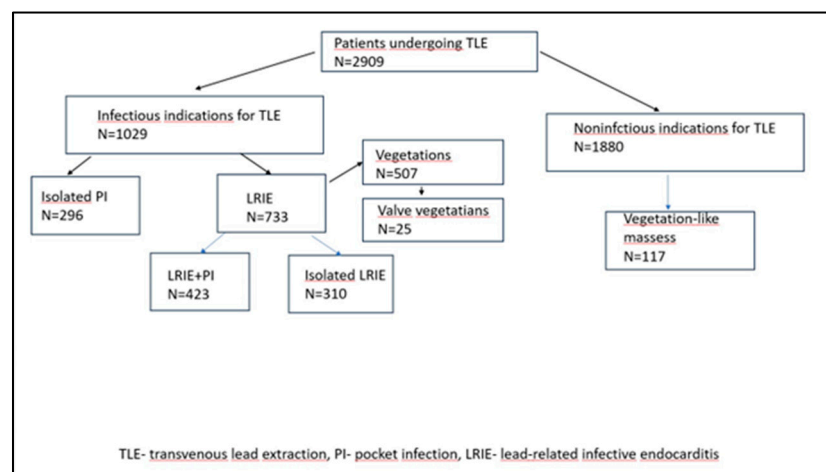 Patients undergoing TLE
N=2909
Infectious indications for TLE
N=1029
Noninfctious indications for TLE
N=1880
Vegetations
N=507
Isolated PI
N=296
LRIE
N=733
Valve vegetatians
N=25
Vegetation-like
massess
N=117
LRIE+PI
N=423
Isolated LRIE
N=310
TLE- transvenous lead extraction, PI- pocket infection, LRIE- lead-related infective endocarditis